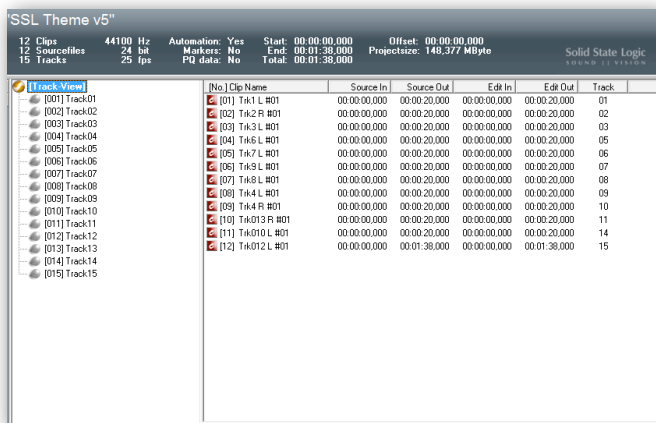 "SSL Theme v5"
12 Clips 44100 Hz Automation: Yes Start: 00:00:00,000 Offset: 00:00:00,000
12 Sourcefiles 24 bit Markers: No End: 00:01:38,000 Projectsize: 148,377 MByte
15 Tracks 25 fps PQ data: No Total: 00:01:38,000
Solid State Logic
SOUND || VISION
[Track-View]
[001] Track01
[002] Track02
[003] Track03
[004] Track04
[005] Track05
[006] Track06
[007] Track07
[008] Track08
[009] Track09
[010] Track10
[011] Track11
[012] Track12
[013] Track13
[014] Track14
[015] Track15
[No.] Clip Name Source In Source Out Edit In Edit Out Track
[01] Trk1 L #01 00:00:00,000 00:00:20,000 00:00:00,000 00:00:20,000 01
[02] Trk2 R #01 00:00:00,000 00:00:20,000 00:00:00,000 00:00:20,000 02
[03] Trk3 L #01 00:00:00,000 00:00:20,000 00:00:00,000 00:00:20,000 03
[04] Trk6 L #01 00:00:00,000 00:00:20,000 00:00:00,000 00:00:20,000 05
[05] Trk7 L #01 00:00:00,000 00:00:20,000 00:00:00,000 00:00:20,000 06
[06] Trk9 L #01 00:00:00,000 00:00:20,000 00:00:00,000 00:00:20,000 07
[07] Trk8 L #01 00:00:00,000 00:00:20,000 00:00:00,000 00:00:20,000 08
[08] Trk4 L #01 00:00:00,000 00:00:20,000 00:00:00,000 00:00:20,000 09
[09] Trk4 R #01 00:00:00,000 00:00:20,000 00:00:00,000 00:00:20,000 10
[10] Trk013 R #01 00:00:00,000 00:00:20,000 00:00:00,000 00:00:20,000 11
[11] Trk010 L #01 00:00:00,000 00:00:20,000 00:00:00,000 00:00:20,000 14
[12] Trk012 L #01 00:00:00,000 00:01:38,000 00:00:00,000 00:01:38,000 15